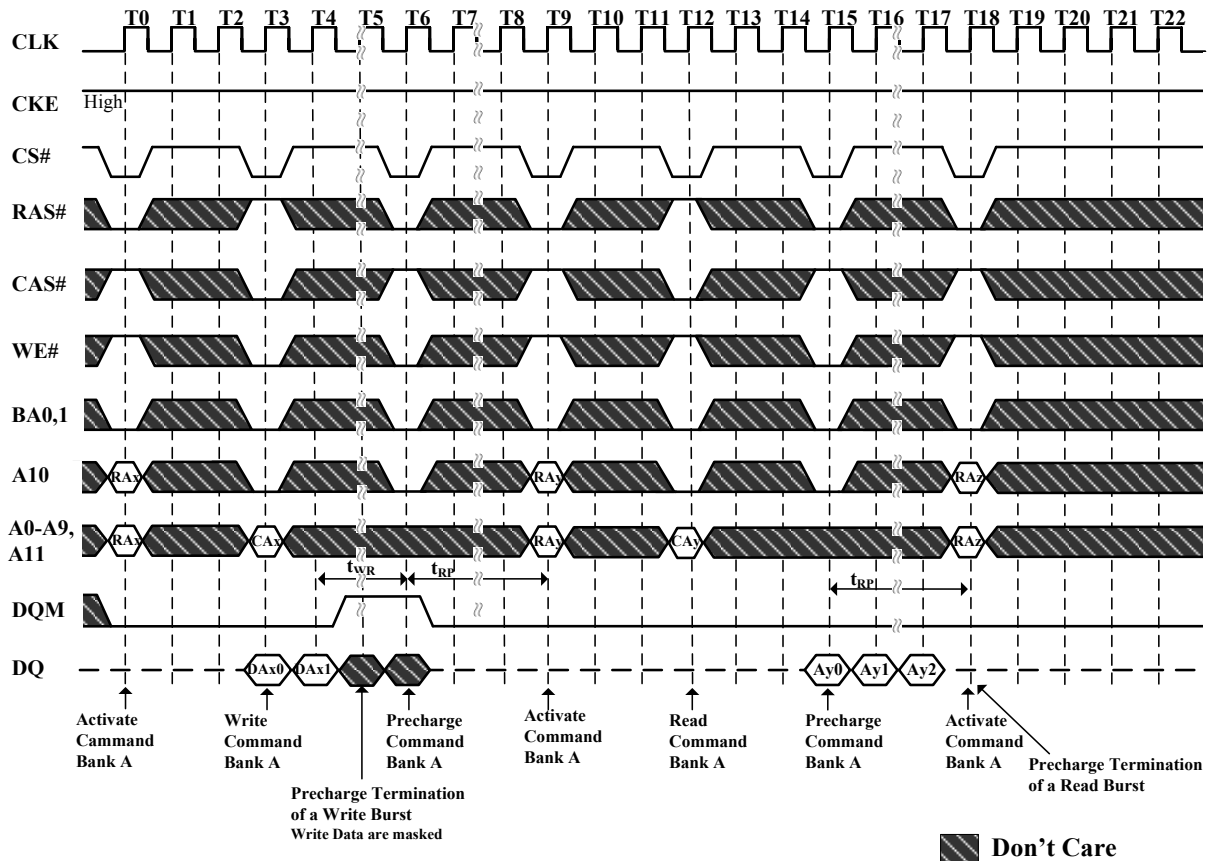 T0 T1 T2 T3 T4 T5 T6 T7 T8 T9 T10 T11 T12 T13 T14 T15 T16 T17 T18 T19 T20 T21 T22
CLK
CKE High
CS#
RAS#
CAS#
WE#
BA0,1
A10 RAx RAy RAz
A0-A9, A11 RAx CAx RAy CAy RAz
tWR tRP tRP
DQM
DQ DAx0 DAx1 Ay0 Ay1 Ay2
Activate
Cammand
Bank A
Write
Command
Bank A
Precharge Termination
of a Write Burst
Write Data are masked
Precharge
Command
Bank A
Activate
Command
Bank A
Read
Command
Bank A
Precharge
Command
Bank A
Activate
Command
Bank A
Precharge Termination
of a Read Burst
Don't Care